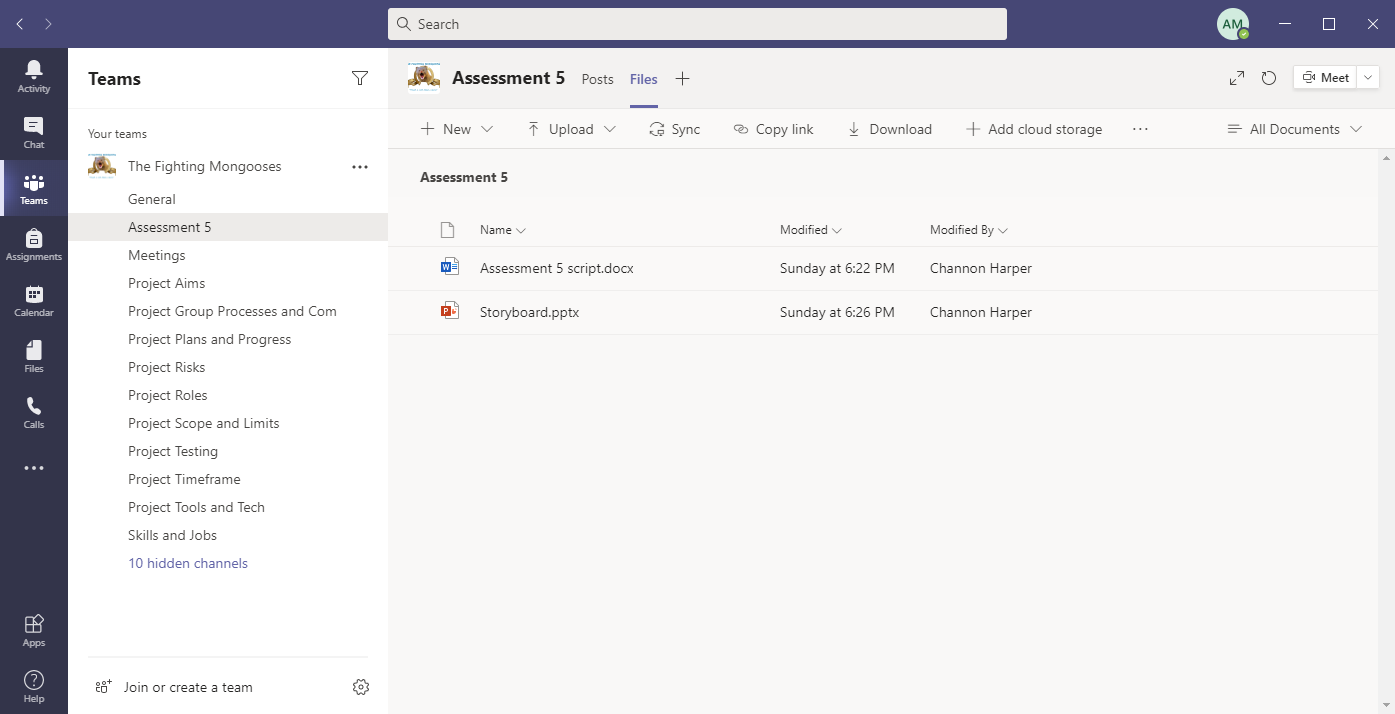 Search
AM
Activity
Chat
Teams
Assignments
Calendar
Files
Calls
Apps
Help
Teams
Your teams
The Fighting Mongooses
General
Assessment 5
Meetings
Project Aims
Project Group Processes and Com
Project Plans and Progress
Project Risks
Project Roles
Project Scope and Limits
Project Testing
Project Timeframe
Project Tools and Tech
Skills and Jobs
10 hidden channels
Join or create a team
Assessment 5 Posts Files Meet
New Upload Sync Copy link Download Add cloud storage All Documents
Assessment 5
Name Modified Modified By
Assessment 5 script.docx Sunday at 6:22 PM Channon Harper
Storyboard.pptx Sunday at 6:26 PM Channon Harper